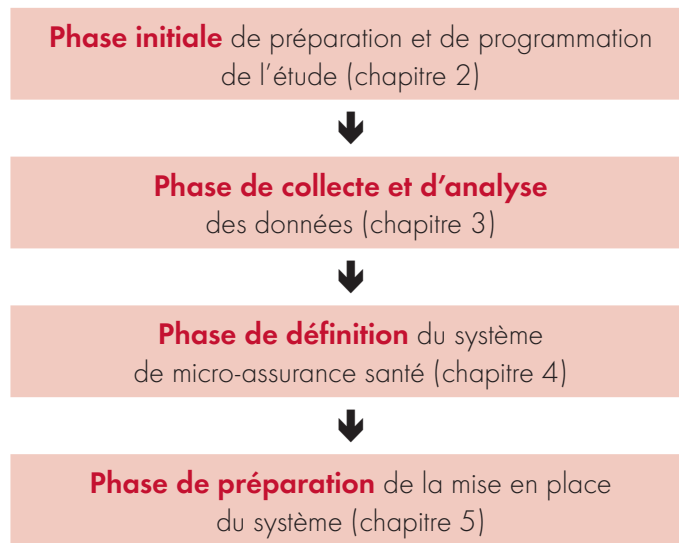 Phase initiale de préparation et de programmation
de l’étude (chapitre 2)
Phase de collecte et d’analyse
des données (chapitre 3)
Phase de définition du système
de micro-assurance santé (chapitre 4)
Phase de préparation de la mise en place
du système (chapitre 5)